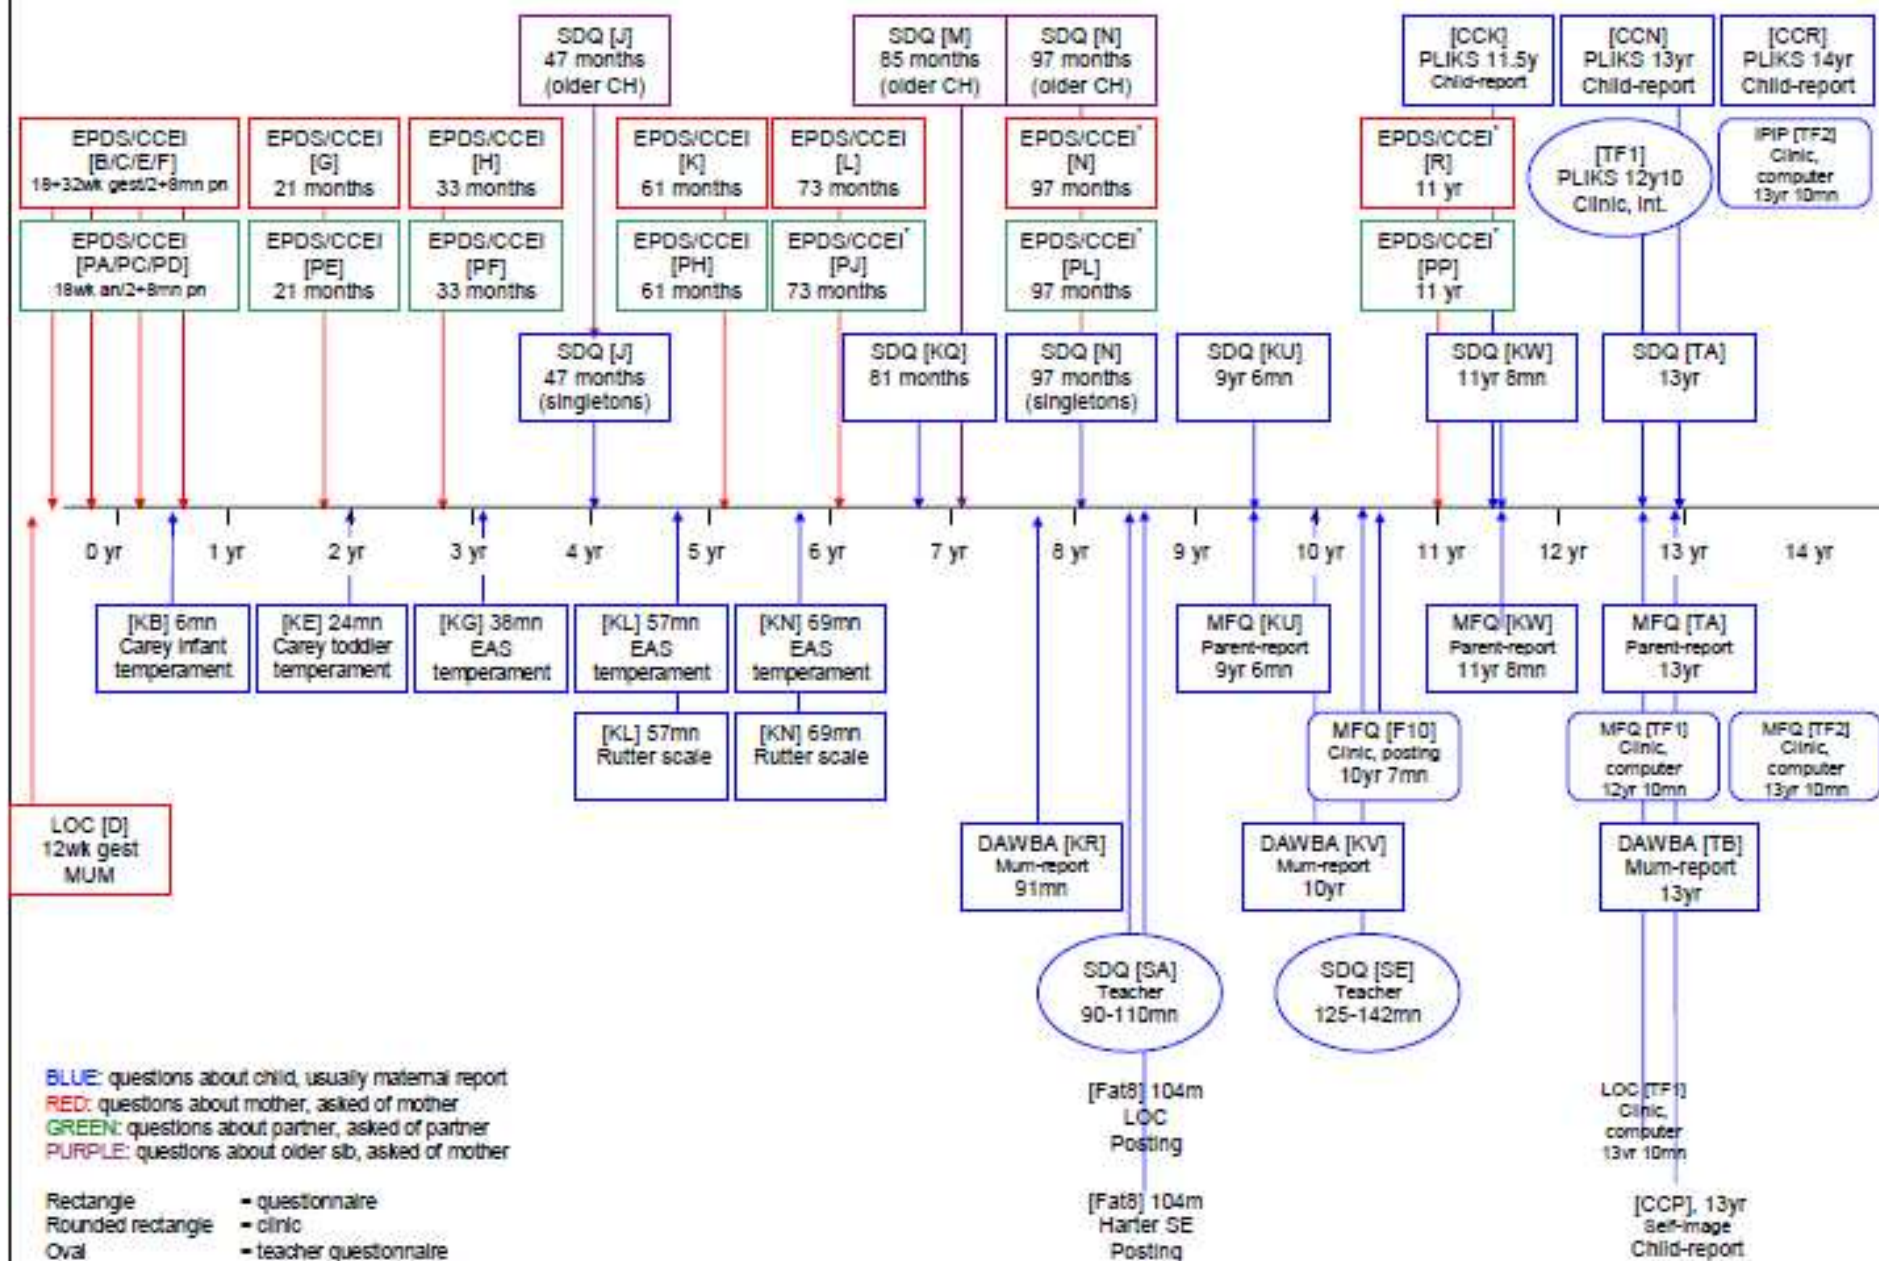 SDQ [J]
47 months
(older CH)
SDQ [M]
85 months
(older CH)
SDQ [N]
97 months
(older CH)
[CCK]
PLIKS 11.5y
Child-report
[CCN]
PLIKS 13yr
Child-report
[CCR]
PLIKS 14yr
Child-report
EPDS/CCEI
[B/C/E/F]
18+32wk gest/2+8mn pn
EPDS/CCEI
[G]
21 months
EPDS/CCEI
[H]
33 months
EPDS/CCEI
[K]
61 months
EPDS/CCEI
[L]
73 months
EPDS/CCEI*
[N]
97 months
EPDS/CCEI*
[R]
11 yr
[TF1]
PLIKS 12y10
Clinic, Int.
IPIP [TF2]
Clinic,
computer
13yr 10mn
EPDS/CCEI
[PA/PC/PD]
18wk an/2+8mn pn
EPDS/CCEI
[PE]
21 months
EPDS/CCEI
[PF]
33 months
EPDS/CCEI
[PH]
61 months
EPDS/CCEI*
[PJ]
73 months
EPDS/CCEI*
[PL]
97 months
EPDS/CCEI*
[PP]
11 yr
SDQ [J]
47 months
(singletons)
SDQ [KQ]
81 months
SDQ [N]
97 months
(singletons)
SDQ [KU]
9yr 6mn
SDQ [KW]
11yr 8mn
SDQ [TA]
13yr
0 yr 1 yr 2 yr 3 yr 4 yr 5 yr 6 yr 7 yr 8 yr 9 yr 10 yr 11 yr 12 yr 13 yr 14 yr
[KB] 6mn
Carey infant
temperament
[KE] 24mn
Carey toddler
temperament
[KG] 38mn
EAS
temperament
[KL] 57mn
EAS
temperament
[KN] 69mn
EAS
temperament
MFQ [KU]
Parent-report
9yr 6mn
MFQ [KW]
Parent-report
11yr 8mn
MFQ [TA]
Parent-report
13yr
[KL] 57mn
Rutter scale
[KN] 69mn
Rutter scale
MFQ [F10]
Clinic, posting
10yr 7mn
MFQ [TF1]
Clinic,
computer
12yr 10mn
MFQ [TF2]
Clinic,
computer
13yr 10mn
LOC [D]
12wk gest
MUM
DAWBA [KR]
Mum-report
91mn
DAWBA [KV]
Mum-report
10yr
DAWBA [TB]
Mum-report
13yr
SDQ [SA]
Teacher
90-110mn
SDQ [SE]
Teacher
125-142mn
BLUE: questions about child, usually maternal report
RED: questions about mother, asked of mother
GREEN: questions about partner, asked of partner
PURPLE: questions about older sib, asked of mother
[Fat8] 104m
LOC
Posting
LOC [TF1]
Clinic,
computer
13yr 10mn
Rectangle = questionnaire
Rounded rectangle = clinic
Oval = teacher questionnaire
[Fat8] 104m
Harter SE
Posting
[CCP], 13yr
Self-image
Child-report